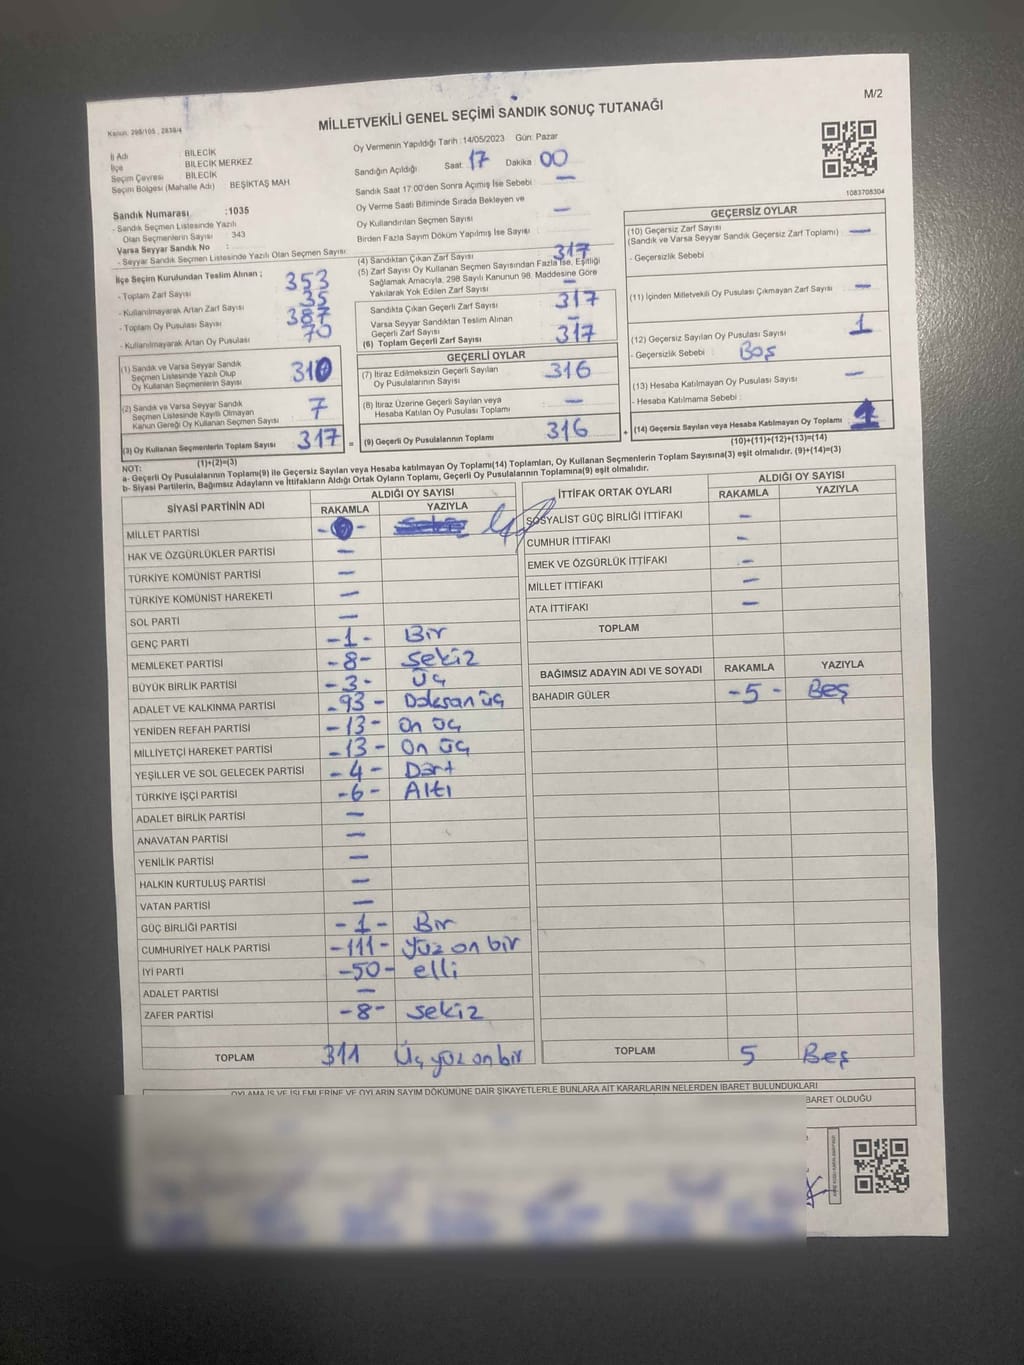 M/2
MİLLETVEKİLİ GENEL SEÇİMİ SANDIK SONUÇ TUTANAĞI
Kanun: 298/105 , 2839/4
İl Adı BİLECİK
İlçe BİLECİK MERKEZ
Seçim Çevresi BİLECİK
Seçim Bölgesi (Mahalle Adı) BEŞİKTAŞ MAH
Sandık Numarası :1035
- Sandık Seçmen Listesinde Yazılı
Olan Seçmenlerin Sayısı 343
Varsa Seyyar Sandık No :
- Seyyar Sandık Seçmen Listesinde Yazılı Olan Seçmen Sayısı:
Oy Vermenin Yapıldığı Tarih :14/05/2023 Gün: Pazar
Sandığın Açıldığı Saat: 17 Dakika 00
Sandık Saat 17:00'den Sonra Açımış İse Sebebi —
Oy Verme Saati Bitiminde Sırada Bekleyen ve
Oy Kullandırılan Seçmen Sayısı —
Birden Fazla Sayım Döküm Yapılmış İse Sayısı :
1083708304
İlçe Seçim Kurulundan Teslim Alınan ;
- Toplam Zarf Sayısı 353
- Kullanılmayarak Artan Zarf Sayısı 35
- Toplam Oy Pusulası Sayısı 387
- Kullanılmayarak Artan Oy Pusulası 70
(1) Sandık ve Varsa Seyyar Sandık
Seçmen Listesinde Yazılı Olup
Oy Kullanan Seçmenlerin Sayısı 310
(2) Sandık ve Varsa Seyyar Sandık
Seçmen Listesinde Kayıtlı Olmayan
Kanun Gereği Oy Kullanan Seçmen Sayısı 7
(3) Oy Kullanan Seçmenlerin Toplam Sayısı 317 =
(1)+(2)=(3)
(4) Sandıktan Çıkan Zarf Sayısı 317
(5) Zarf Sayısı Oy Kullanan Seçmen Sayısından Fazla İse, Eşitliği
Sağlamak Amacıyla, 298 Sayılı Kanunun 98. Maddesine Göre
Yakılarak Yok Edilen Zarf Sayısı —
Sandıkta Çıkan Geçerli Zarf Sayısı 317
Varsa Seyyar Sandıktan Teslim Alınan
Geçerli Zarf Sayısı —
(6) Toplam Geçerli Zarf Sayısı 317
GEÇERLİ OYLAR
(7) İtiraz Edilmeksizin Geçerli Sayılan
Oy Pusulalarının Sayısı 316
(8) İtiraz Üzerine Geçerli Sayılan veya
Hesaba Katılan Oy Pusulası Toplamı —
(9) Geçerli Oy Pusulalarının Toplamı 316 +
GEÇERSİZ OYLAR
(10) Geçersiz Zarf Sayısı
(Sandık ve Varsa Seyyar Sandık Geçersiz Zarf Toplamı) : —
- Geçersizlik Sebebi
(11) İçinden Milletvekili Oy Pusulası Çıkmayan Zarf Sayısı —
(12) Geçersiz Sayılan Oy Pusulası Sayısı 1
- Geçersizlik Sebebi : Boş
(13) Hesaba Katılmayan Oy Pusulası Sayısı —
- Hesaba Katılmama Sebebi :
(14) Geçersiz Sayılan veya Hesaba Katılmayan Oy Toplamı 1
(10)+(11)+(12)+(13)=(14)
NOT:
a- Geçerli Oy Pusulalarının Toplamı(9) ile Geçersiz Sayılan veya Hesaba katılmayan Oy Toplamı(14) Toplamları, Oy Kullanan Seçmenlerin Toplam Sayısına(3) eşit olmalıdır. (9)+(14)=(3)
b- Siyasi Partilerin, Bağımsız Adayların ve İttifakların Aldığı Ortak Oyların Toplamı, Geçerli Oy Pusulalarının Toplamına(9) eşit olmalıdır.
SİYASİ PARTİNİN ADI ALDIĞI OY SAYISI
RAKAMLA YAZIYLA
MİLLET PARTİSİ
HAK VE ÖZGÜRLÜKLER PARTİSİ —
TÜRKİYE KOMÜNİST PARTİSİ —
TÜRKİYE KOMÜNİST HAREKETİ —
SOL PARTİ —
GENÇ PARTİ -1- Bir
MEMLEKET PARTİSİ -8- Sekiz
BÜYÜK BİRLİK PARTİSİ -3- Üç
ADALET VE KALKINMA PARTİSİ -93- Doksan üç
YENİDEN REFAH PARTİSİ -13- On üç
MİLLİYETÇİ HAREKET PARTİSİ -13- On üç
YEŞİLLER VE SOL GELECEK PARTİSİ -4- Dört
TÜRKİYE İŞÇİ PARTİSİ -6- Altı
ADALET BİRLİK PARTİSİ —
ANAVATAN PARTİSİ —
YENİLİK PARTİSİ —
HALKIN KURTULUŞ PARTİSİ —
VATAN PARTİSİ —
GÜÇ BİRLİĞİ PARTİSİ -1- Bir
CUMHURİYET HALK PARTİSİ -111- Yüz on bir
İYİ PARTİ -50- elli
ADALET PARTİSİ —
ZAFER PARTİSİ -8- Sekiz
TOPLAM 311 Üç yüz on bir
İTTİFAK ORTAK OYLARI ALDIĞI OY SAYISI
RAKAMLA YAZIYLA
SOSYALİST GÜÇ BİRLİĞİ İTTİFAKI —
CUMHUR İTTİFAKI —
EMEK VE ÖZGÜRLÜK İTTİFAKI —
MİLLET İTTİFAKI —
ATA İTTİFAKI —
TOPLAM
BAĞIMSIZ ADAYIN ADI VE SOYADI RAKAMLA YAZIYLA
BAHADIR GÜLER -5- Beş
TOPLAM 5 Beş
OYLAMA İŞ VE İŞLEMLERİNE VE OYLARIN SAYIM DÖKÜMÜNE DAİR ŞİKAYETLERLE BUNLARA AİT KARARLARIN NELERDEN İBARET BULUNDUKLARI
İBARET OLDUĞU